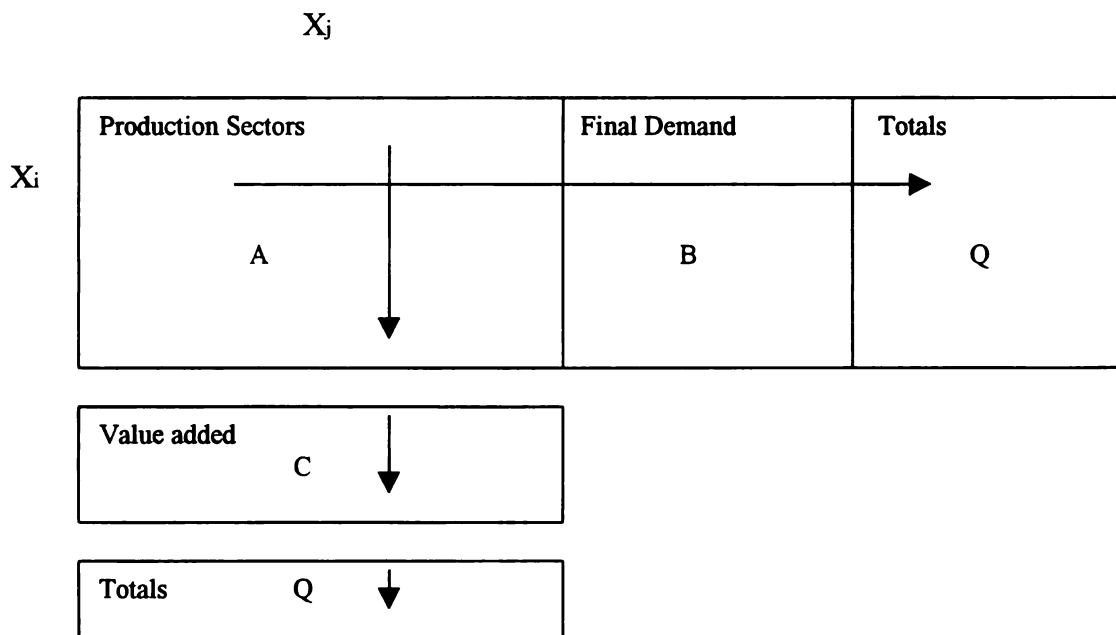 Xj
Production Sectors Final Demand Totals
Xi
A B Q
Value added
C
Totals Q